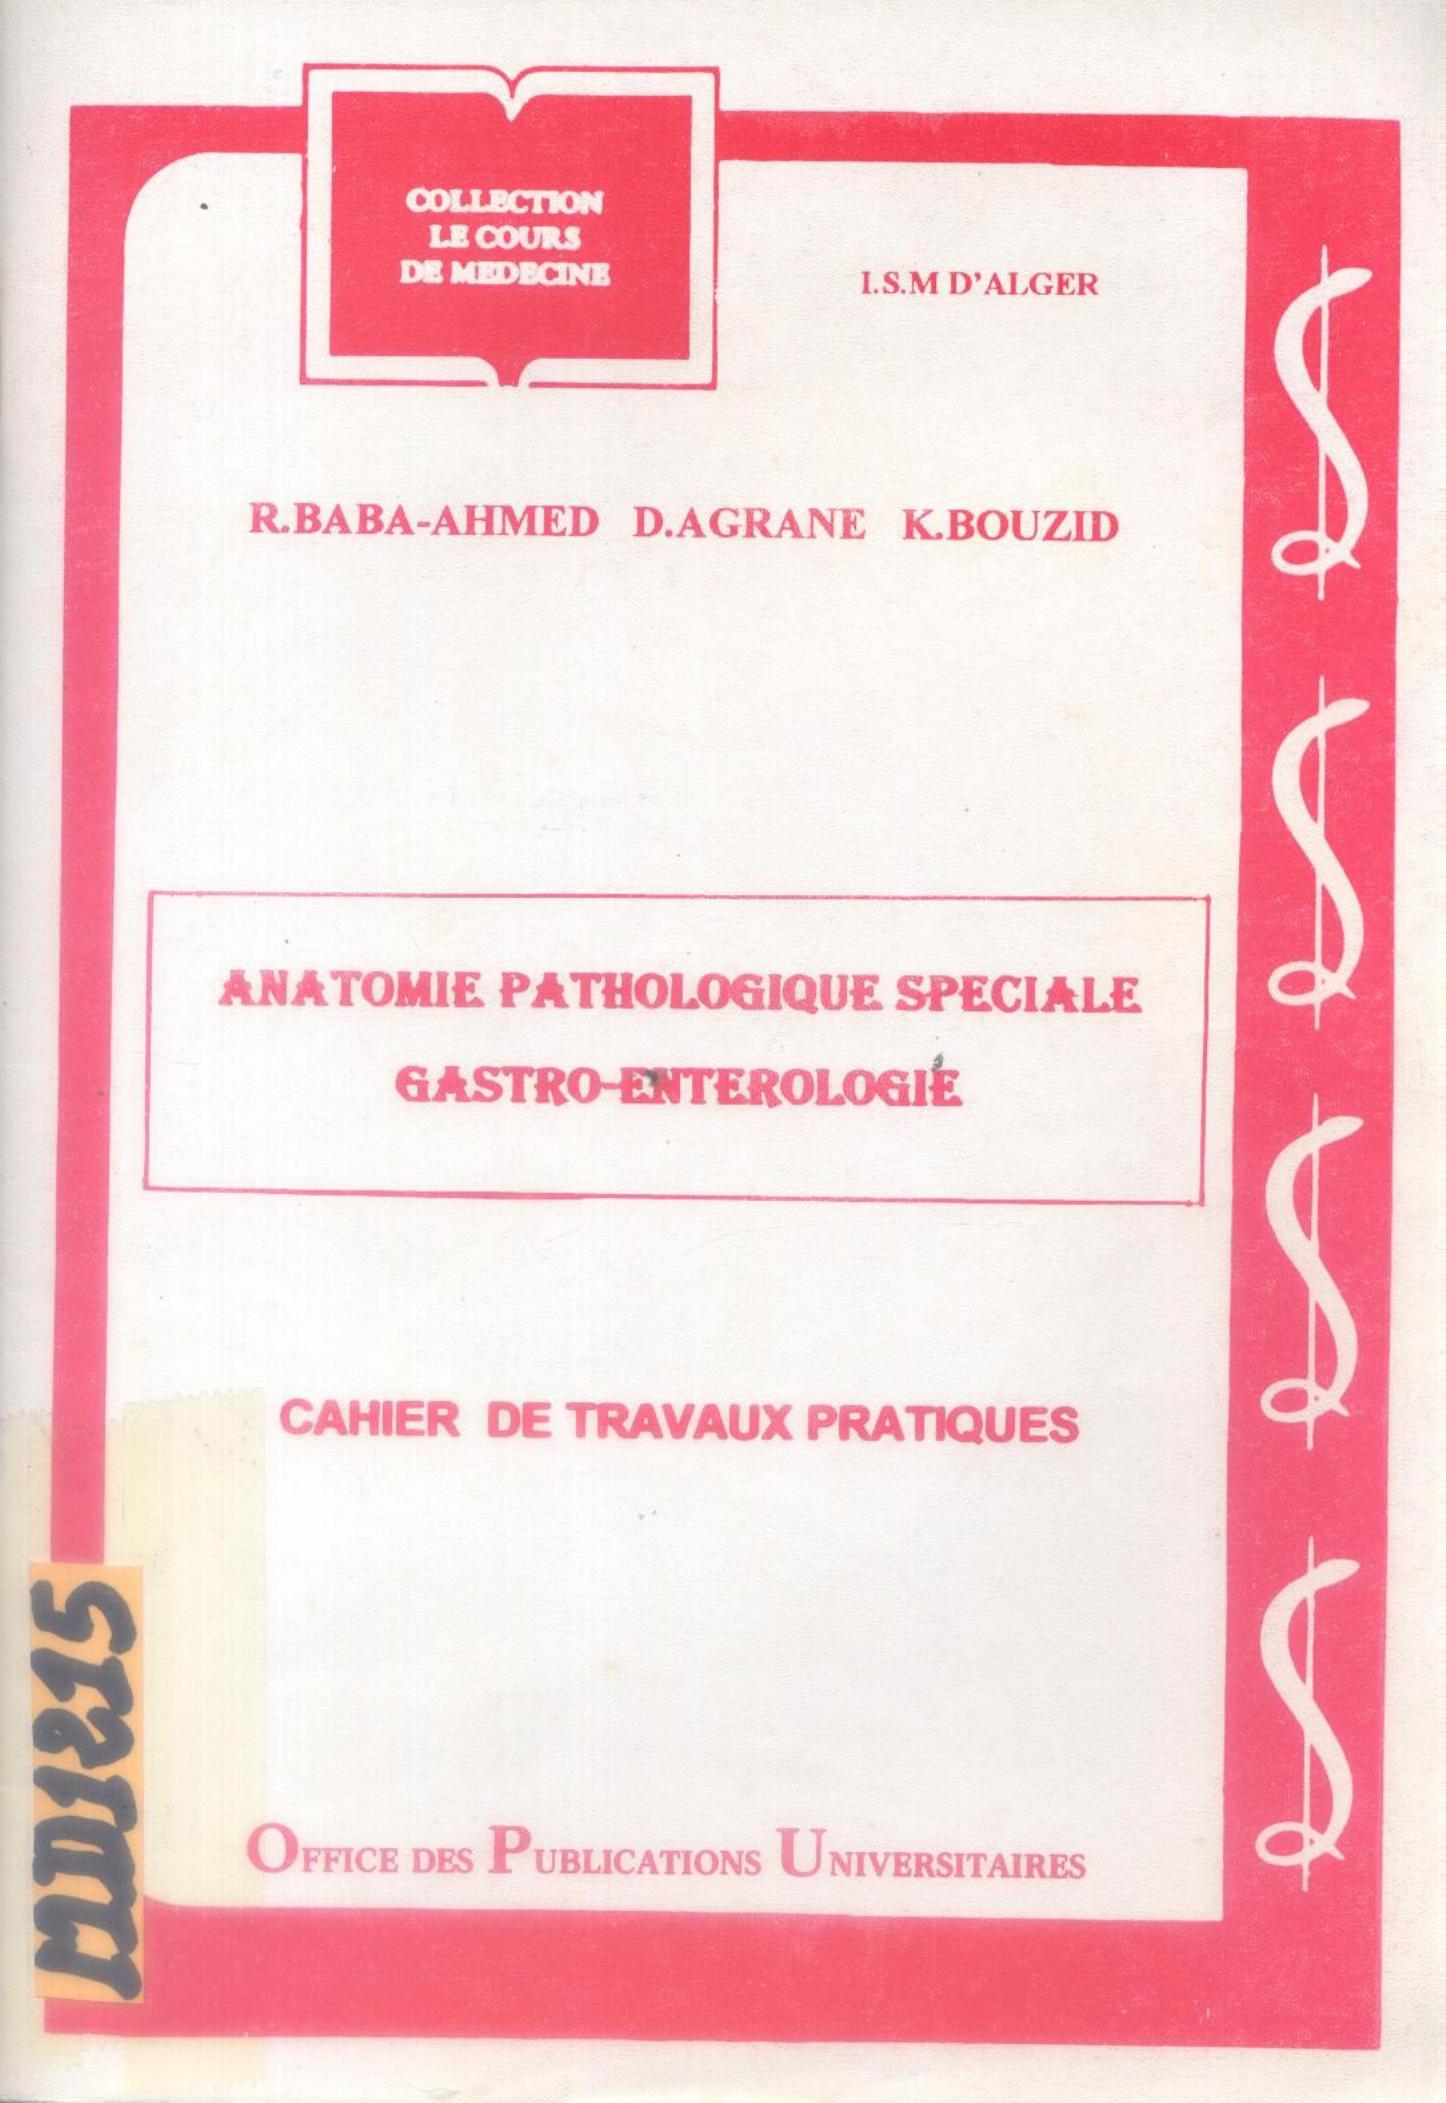 COLLECTION
LE COURS
DE MEDECINE
I.S.M D'ALGER
R.BABA-AHMED D.AGRANE K.BOUZID
ANATOMIE PATHOLOGIQUE SPECIALE
GASTRO-ENTEROLOGIE
CAHIER DE TRAVAUX PRATIQUES
MD1215
OFFICE DES PUBLICATIONS UNIVERSITAIRES